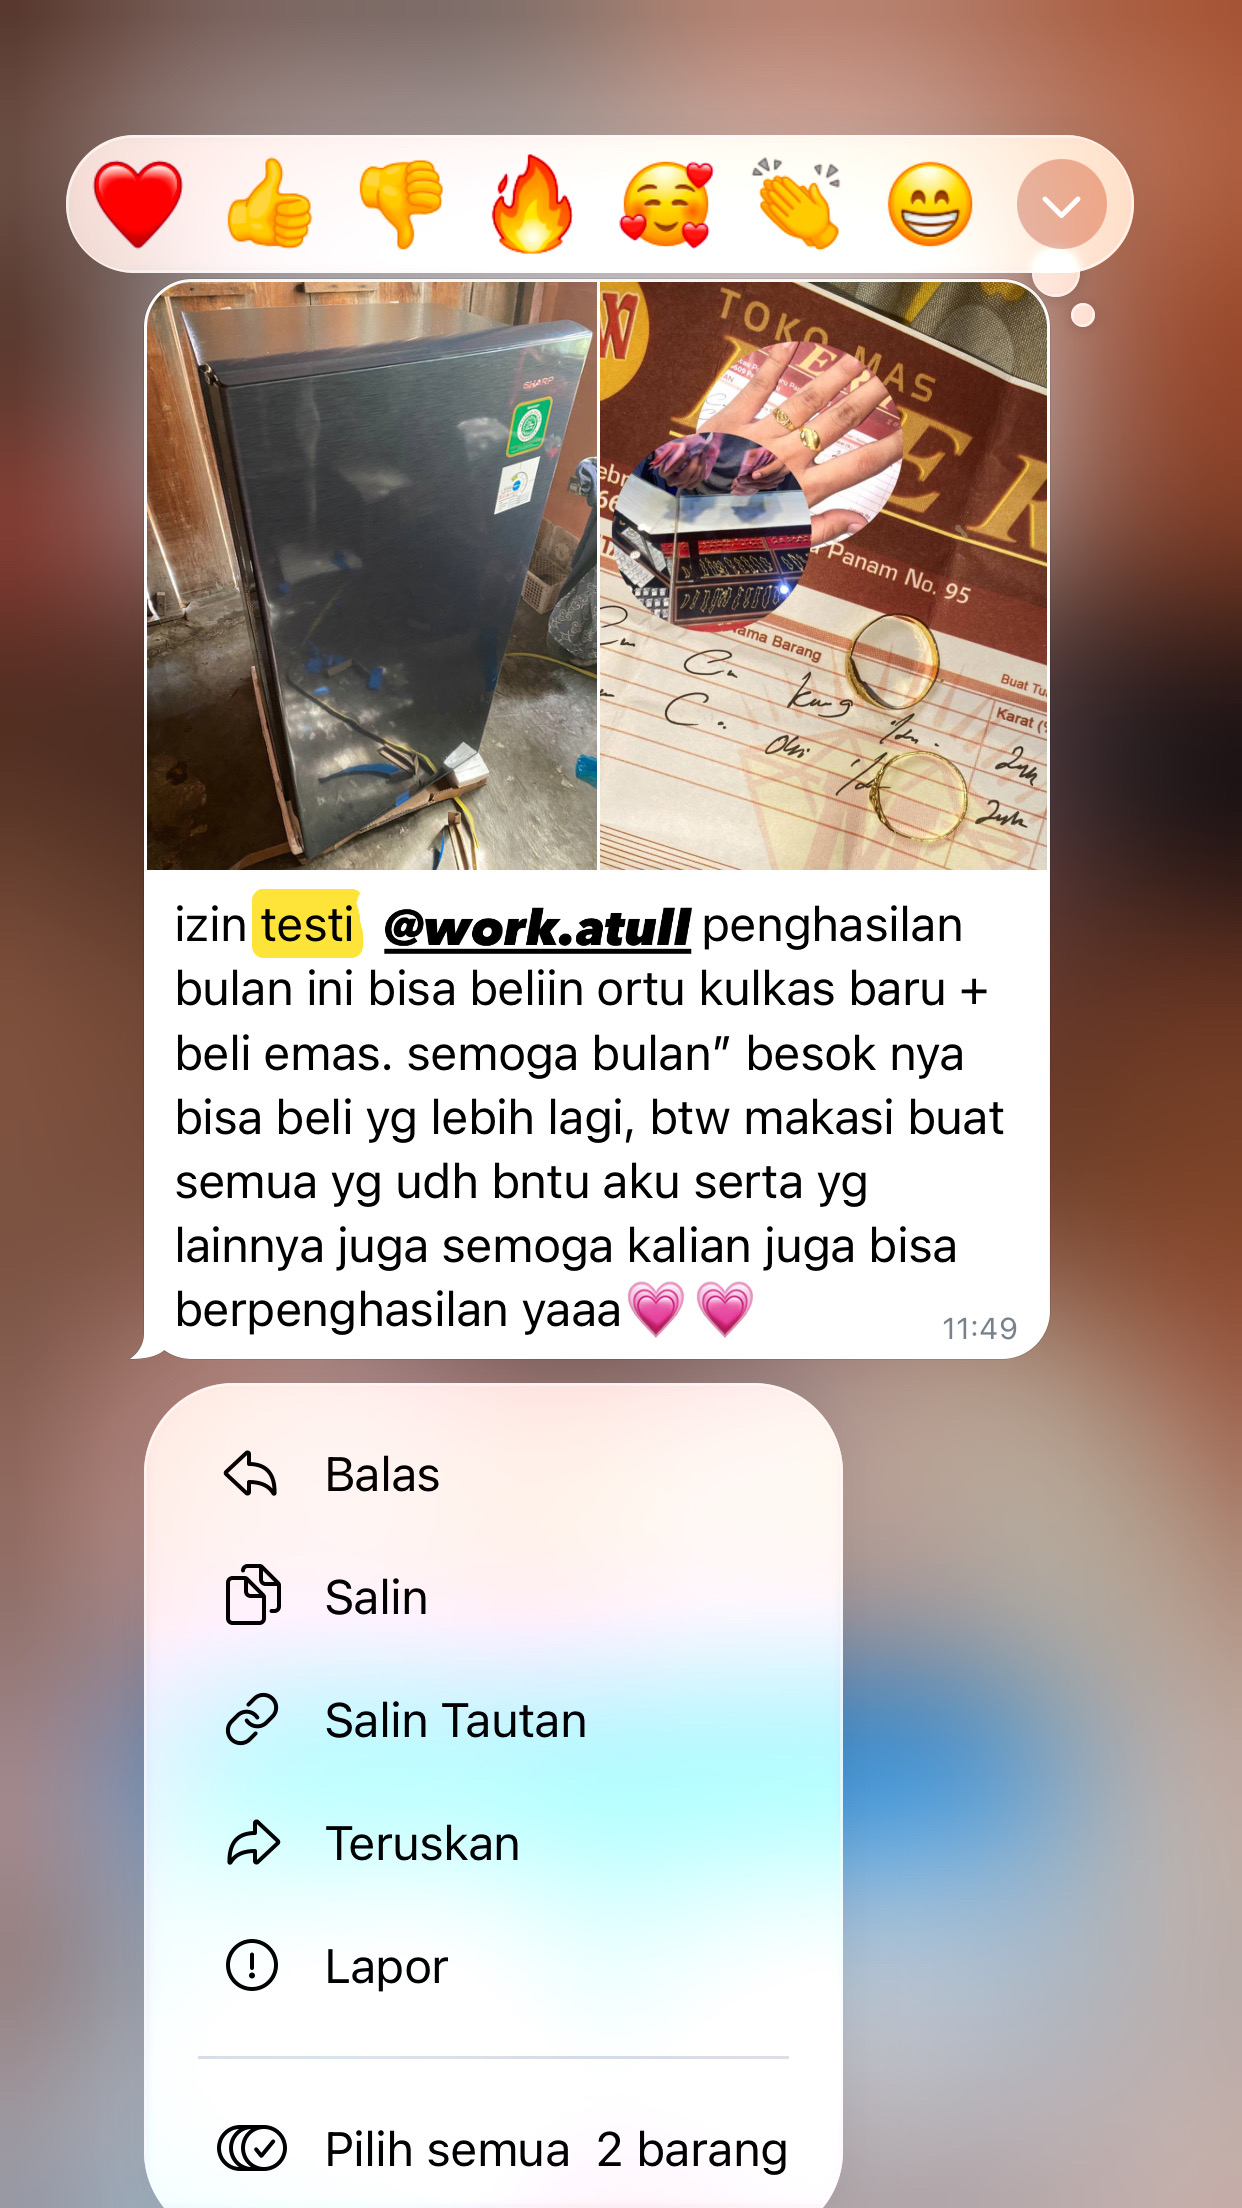 SHARP
TOKO MAS
Panam No. 95
Nama Barang
Buat Tu
Karat (
izin testi @work.atull penghasilan
bulan ini bisa beliin ortu kulkas baru +
beli emas. semoga bulan” besok nya
bisa beli yg lebih lagi, btw makasi buat
semua yg udh bntu aku serta yg
lainnya juga semoga kalian juga bisa
berpenghasilan yaaa💗💗
11:49
Balas
Salin
Salin Tautan
Teruskan
Lapor
Pilih semua 2 barang